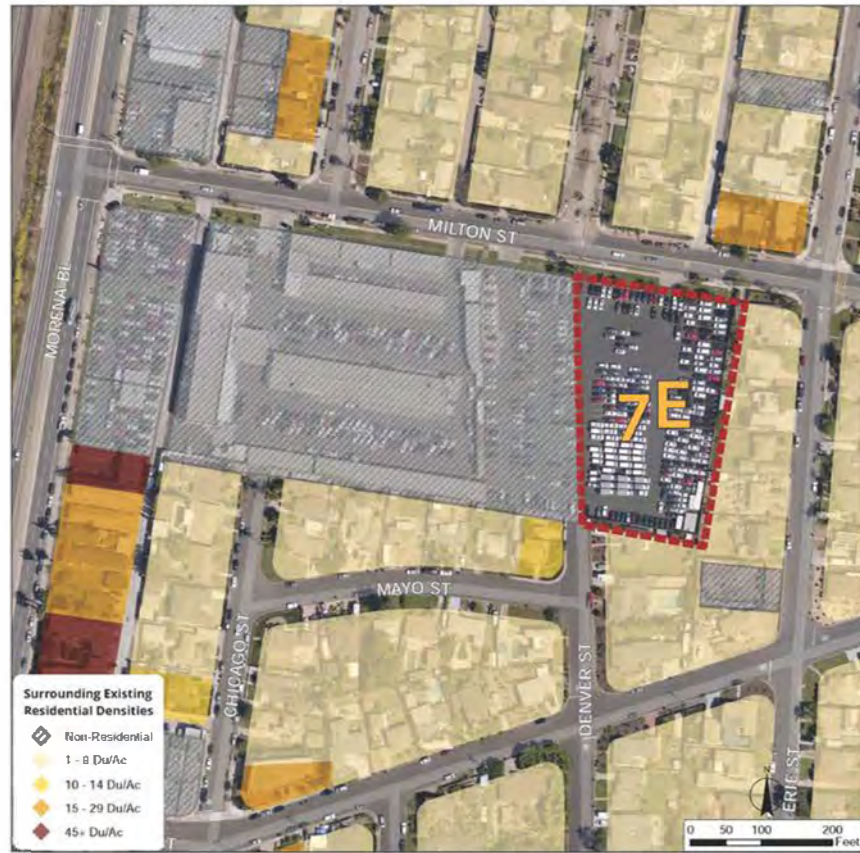 MILTON ST
MORENA BL
7E
MAYO ST
CHICAGO ST
DENVER ST
ERIE ST
Surrounding Existing
Residential Densities
Non-Residential
1 - 9 Du/Ac
10 - 14 Du/Ac
15 - 29 Du/Ac
45+ Du/Ac
ST
N
0 50 100 200
Feet